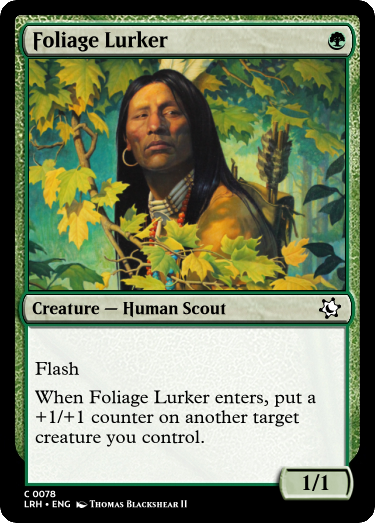 Foliage Lurker
Creature — Human Scout
Flash
When Foliage Lurker enters, put a
+1/+1 counter on another target
creature you control.
1/1
C 0078
LRH • ENG Thomas Blackshear II